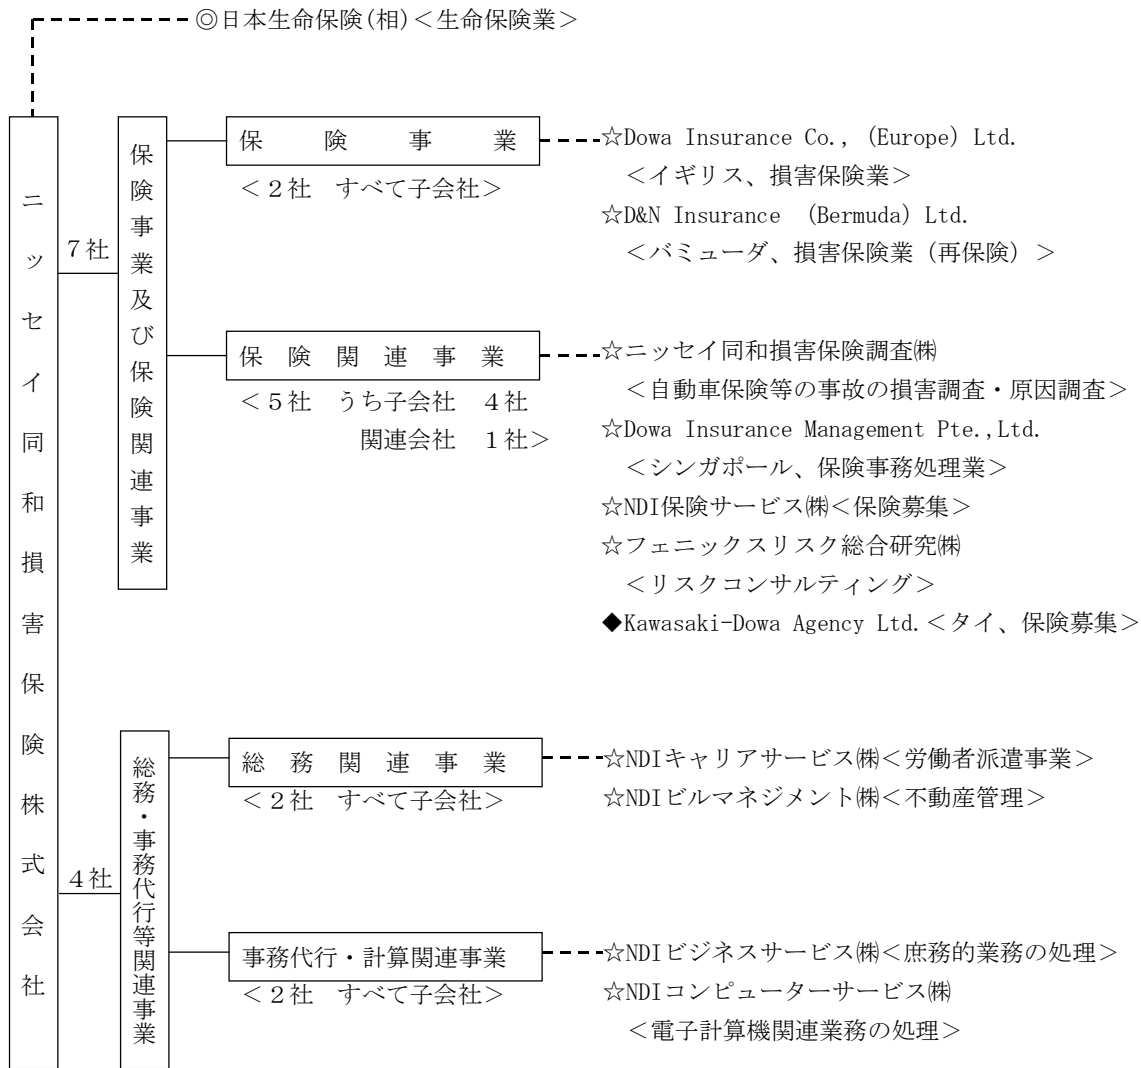 ◎日本生命保険(相)<生命保険業>
ニッセイ同和損害保険株式会社
7社
保険事業及び保険関連事業
保険事業
<2社 すべて子会社>
☆Dowa Insurance Co., (Europe) Ltd.
<イギリス、損害保険業>
☆D&N Insurance (Bermuda) Ltd.
<バミューダ、損害保険業(再保険)>
保険関連事業
<5社 うち子会社 4社
関連会社 1社>
☆ニッセイ同和損害保険調査㈱
<自動車保険等の事故の損害調査・原因調査>
☆Dowa Insurance Management Pte.,Ltd.
<シンガポール、保険事務処理業>
☆NDI保険サービス㈱<保険募集>
☆フェニックスリスク総合研究㈱
<リスクコンサルティング>
◆Kawasaki-Dowa Agency Ltd.<タイ、保険募集>
4社
総務・事務代行等関連事業
総務関連事業
<2社 すべて子会社>
☆NDIキャリアサービス㈱<労働者派遣事業>
☆NDIビルマネジメント㈱<不動産管理>
事務代行・計算関連事業
<2社 すべて子会社>
☆NDIビジネスサービス㈱<庶務的業務の処理>
☆NDIコンピューターサービス㈱
<電子計算機関連業務の処理>